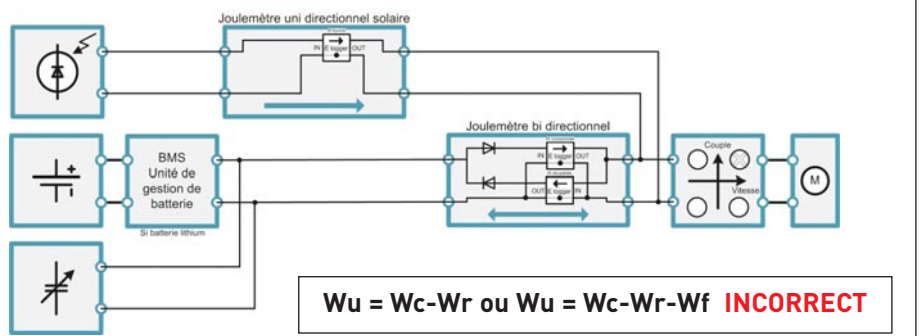 Joulemètre uni directionnel solaire
IN E logger OUT
Joulemètre bi directionnel
IN E logger OUT
OUT E logger IN
BMS
Unité de
gestion de
batterie
Si batterie lithium
+
Couple
Vitesse
M
Wu = Wc-Wr ou Wu = Wc-Wr-Wf INCORRECT